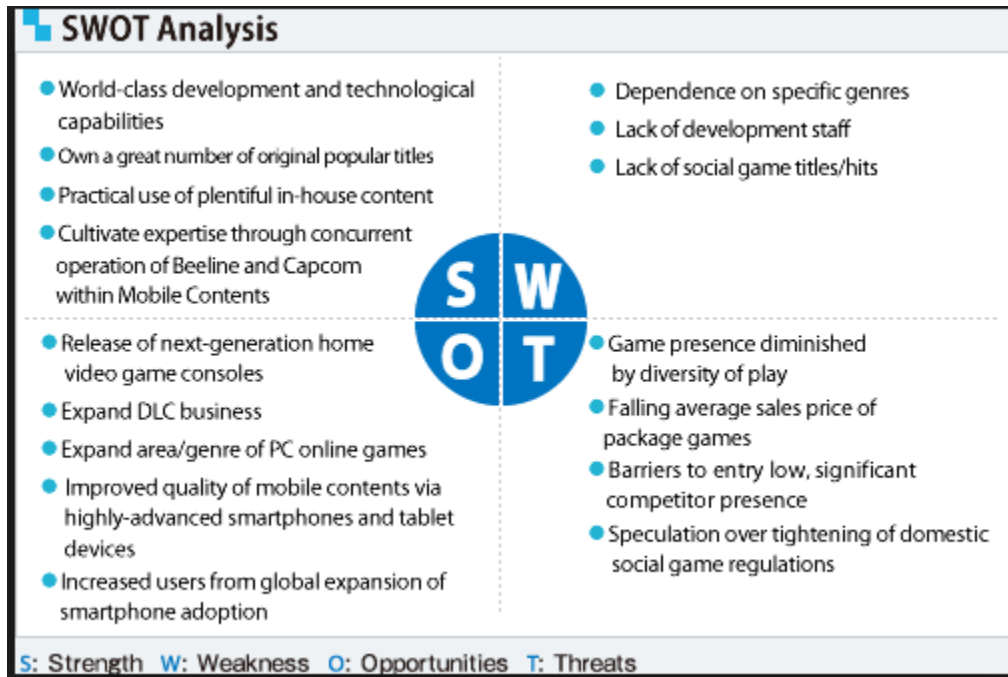 SWOT Analysis
World-class development and technological
capabilities
Own a great number of original popular titles
Practical use of plentiful in-house content
Cultivate expertise through concurrent
operation of Beeline and Capcom
within Mobile Contents
Dependence on specific genres
Lack of development staff
Lack of social game titles/hits
S W
O T
Release of next-generation home
video game consoles
Expand DLC business
Expand area/genre of PC online games
Improved quality of mobile contents via
highly-advanced smartphones and tablet
devices
Increased users from global expansion of
smartphone adoption
Game presence diminished
by diversity of play
Falling average sales price of
package games
Barriers to entry low, significant
competitor presence
Speculation over tightening of domestic
social game regulations
S: Strength W: Weakness O: Opportunities T: Threats